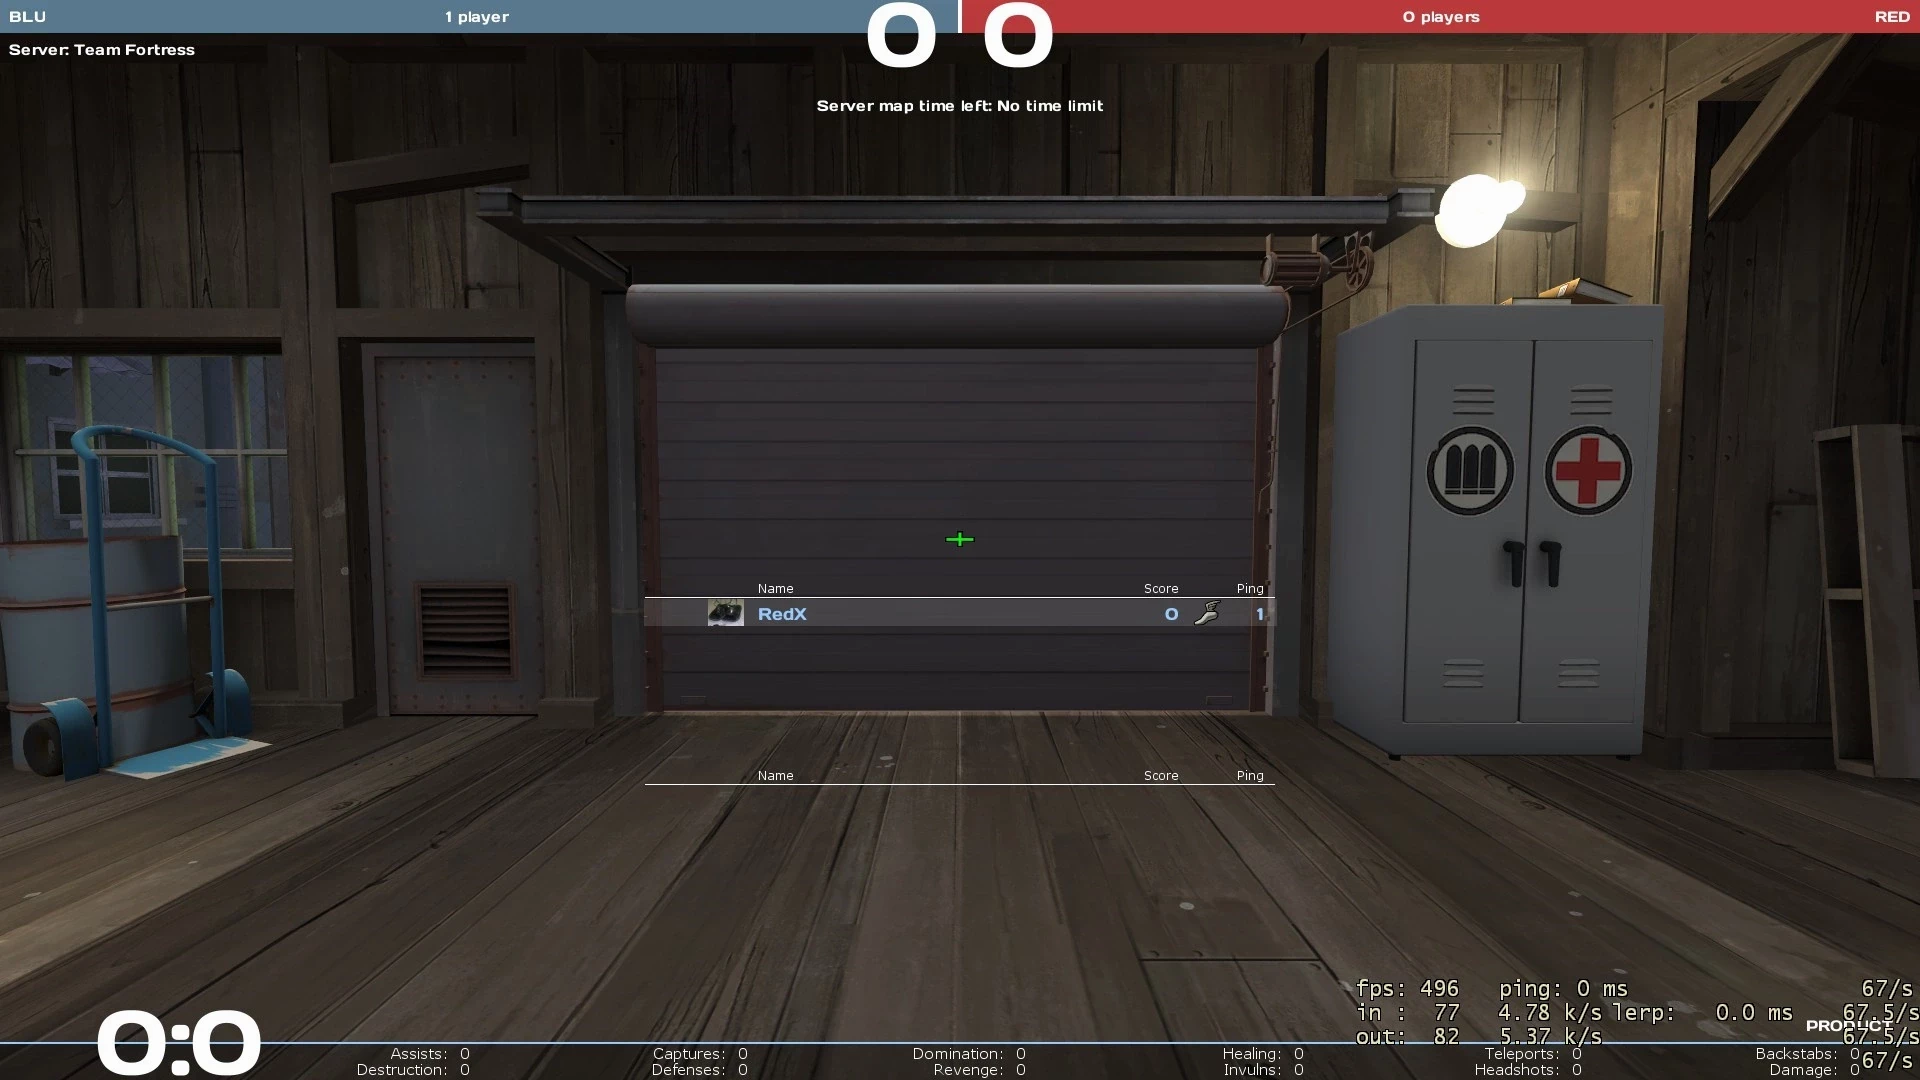 BLU 1 player 0 0 0 players RED
Server: Team Fortress
Server map time left: No time limit
Name Score Ping
RedX 0 1
Name Score Ping
fps: 496 ping: 0 ms 67/s
in : 77 4.78 k/s lerp: 0.0 ms 67.5/s
out: 82 5.37 k/s 67.5/s
67/s
0:0
Assists: 0 Captures: 0 Domination: 0 Healing: 0 Teleports: 0 Backstabs: 0
Destruction: 0 Defenses: 0 Revenge: 0 Invulns: 0 Headshots: 0 Damage: 0